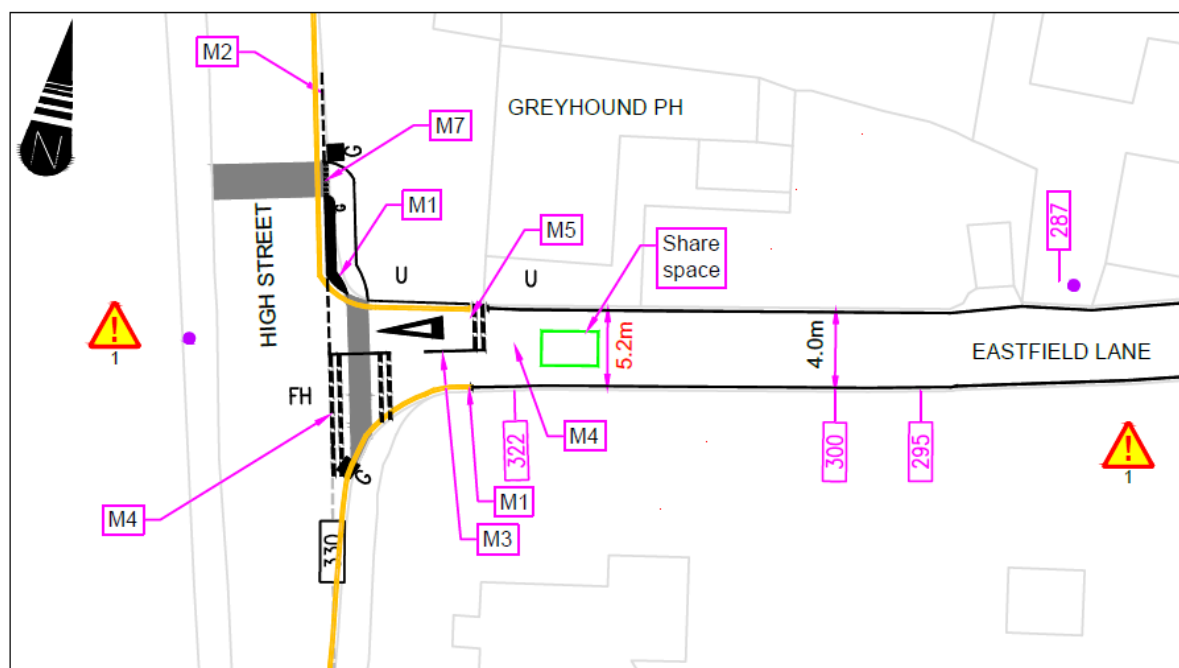 M2
GREYHOUND PH
N
M7
G
G
M1
M5
Share
space
287
U
U
HIGH STREET
5.2m
4.0m
EASTFIELD LANE
1
FH
M4
322
300
295
1
G
M1
M4
M3
330